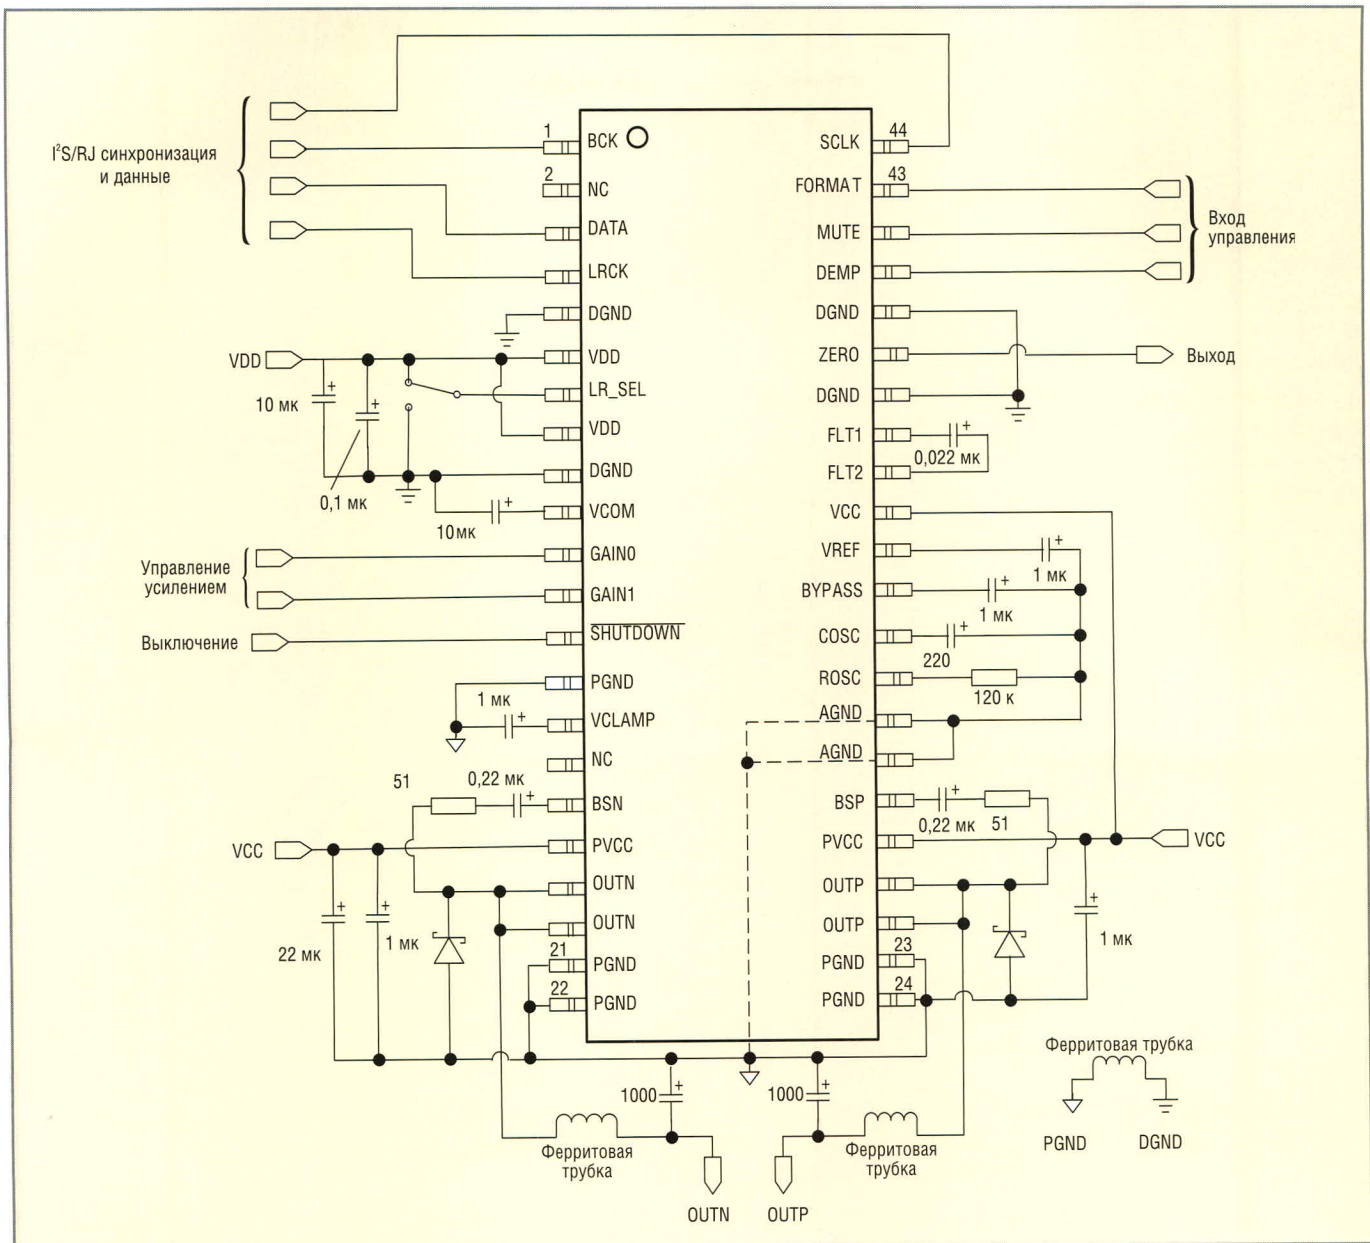 I²S/RJ синхронизация
и данные
1
BCK
2
NC
DATA
LRCK
DGND
VDD
VDD
LR_SEL
10 мк
+
+
VDD
DGND
0,1 мк
VCOM
10мк
+
Управление
усилением
GAIN0
GAIN1
Выключение
SHUTDOWN
PGND
1 мк
+
VCLAMP
NC
51
0,22 мк
+
BSN
VCC
PVCC
OUTN
OUTN
22 мк
+
1 мк
+
21
PGND
22
PGND
SCLK
44
FORMAT
43
MUTE
DEMP
Вход
управления
DGND
ZERO
Выход
DGND
FLT1
+
0,022 мк
FLT2
VCC
VREF
+
1 мк
BYPASS
+
1 мк
COSC
+
220
ROSC
120 к
AGND
AGND
BSP
+
0,22 мк
51
PVCC
VCC
OUTP
OUTP
+
1 мк
23
PGND
24
PGND
1000
+
1000
+
Ферритовая
трубка
Ферритовая
трубка
OUTN
OUTP
Ферритовая трубка
PGND
DGND